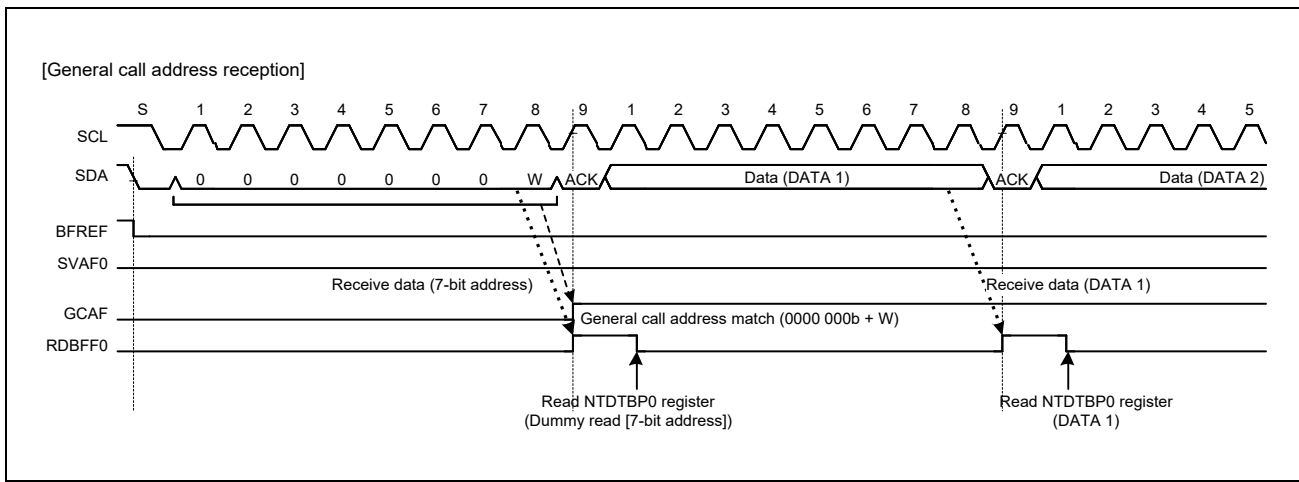 [General call address reception]
S 1 2 3 4 5 6 7 8 9 1 2 3 4 5 6 7 8 9 1 2 3 4 5
SCL
SDA 0 0 0 0 0 0 0 W ACK Data (DATA 1) ACK Data (DATA 2)
BFREF
SVAF0
Receive data (7-bit address) Receive data (DATA 1)
GCAF
General call address match (0000 000b + W)
RDBFF0
Read NTDTBP0 register Read NTDTBP0 register
(Dummy read [7-bit address]) (DATA 1)